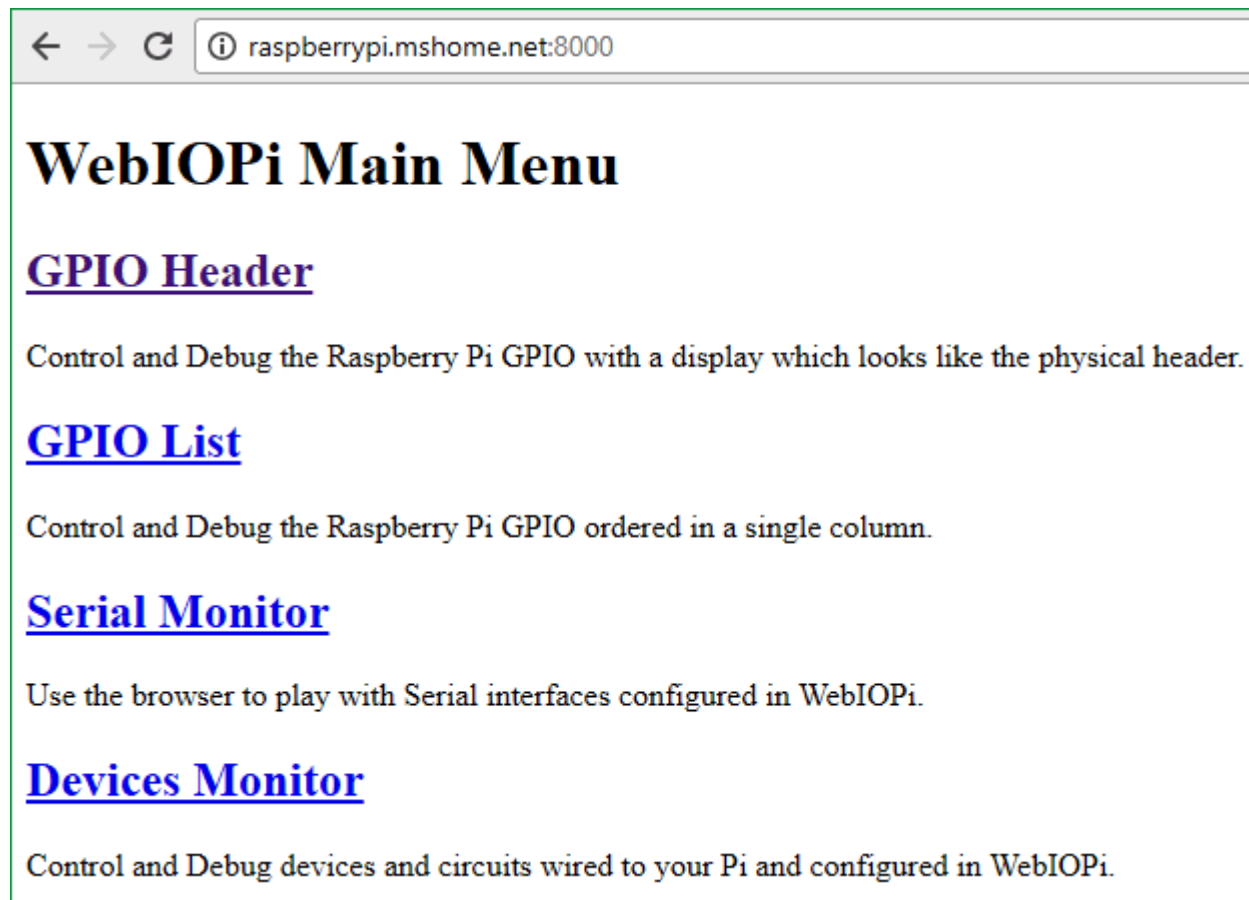 raspberrypi.mshome.net:8000
WebIOPi Main Menu
GPIO Header
Control and Debug the Raspberry Pi GPIO with a display which looks like the physical header.
GPIO List
Control and Debug the Raspberry Pi GPIO ordered in a single column.
Serial Monitor
Use the browser to play with Serial interfaces configured in WebIOPi.
Devices Monitor
Control and Debug devices and circuits wired to your Pi and configured in WebIOPi.